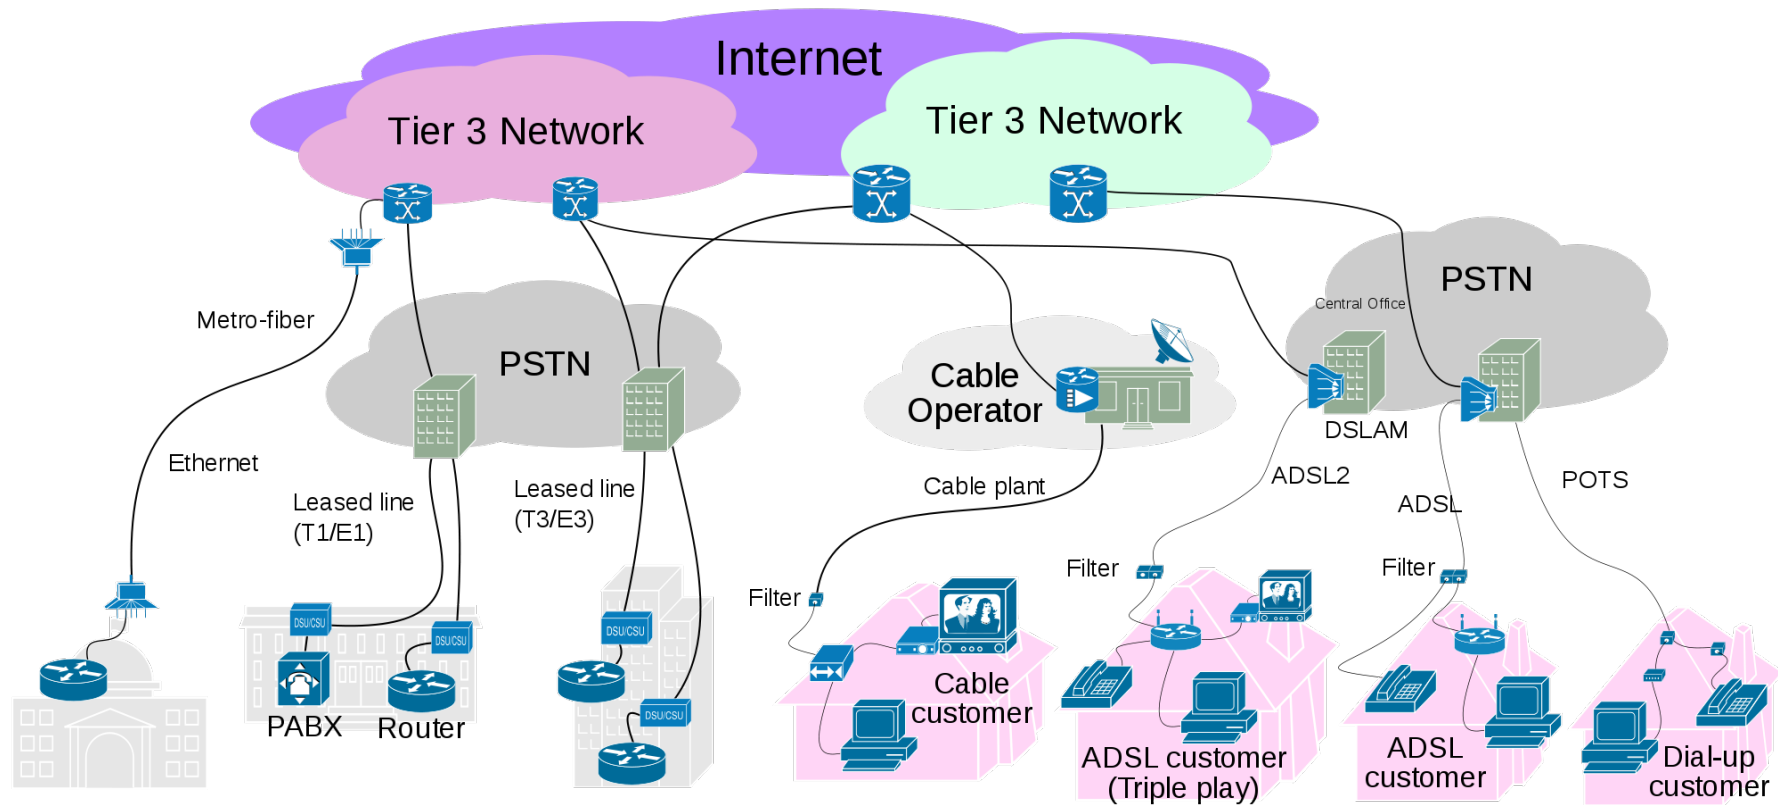 Internet
Tier 3 Network
Tier 3 Network
PSTN
Central Office
Metro-fiber
PSTN
Cable
Operator
DSLAM
Ethernet
Leased line
(T1/E1)
Leased line
(T3/E3)
Cable plant
ADSL2
ADSL
POTS
Filter
Filter
Filter
DSU/CSU
DSU/CSU
DSU/CSU
DSU/CSU
PABX
Router
Cable
customer
ADSL customer
(Triple play)
ADSL
customer
Dial-up
customer